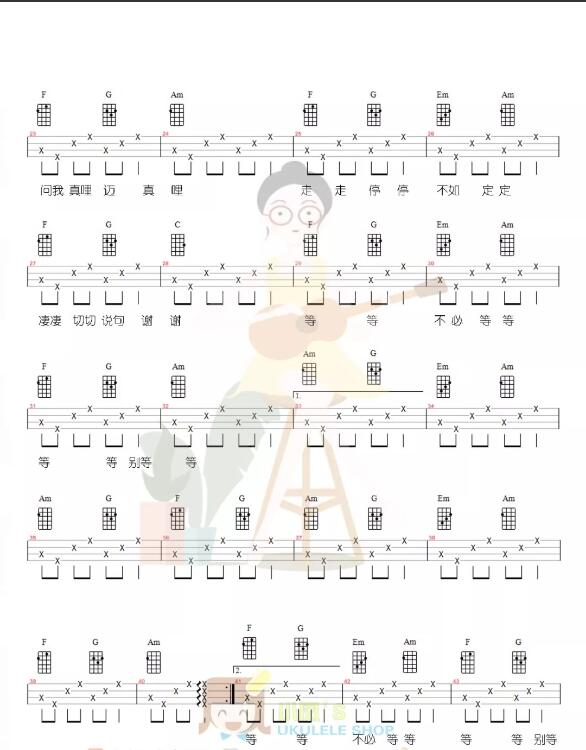 F G Am F G Em Am
23 24 25 26
问我 真哩 迈 真 哩 走 走 停 停 不如 定 定
F G C F G Em Am
27 28 29 30
凄凄 切切 说句 谢 谢 等 等 不 必 等 等
F G Am Am G Em Am
1.
31 32 33 34
等 等 别等 等
Am G F G Am G Em Am
35 36 37 38
F G Am F G Em Am F G
2.
39 40 41 42 43
等 等 不必 等 等 等 等 别等
UKULELE SHOP